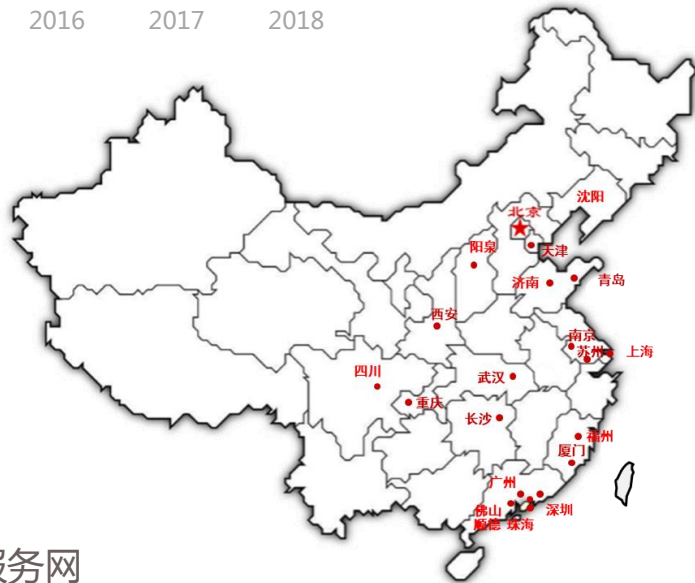 2016 2017 2018
沈阳
北京
阳泉
天津
济南
青岛
西安
南京
苏州
上海
四川
武汉
重庆
长沙
福州
厦门
广州
佛山
深圳
顺德 珠海
服务网